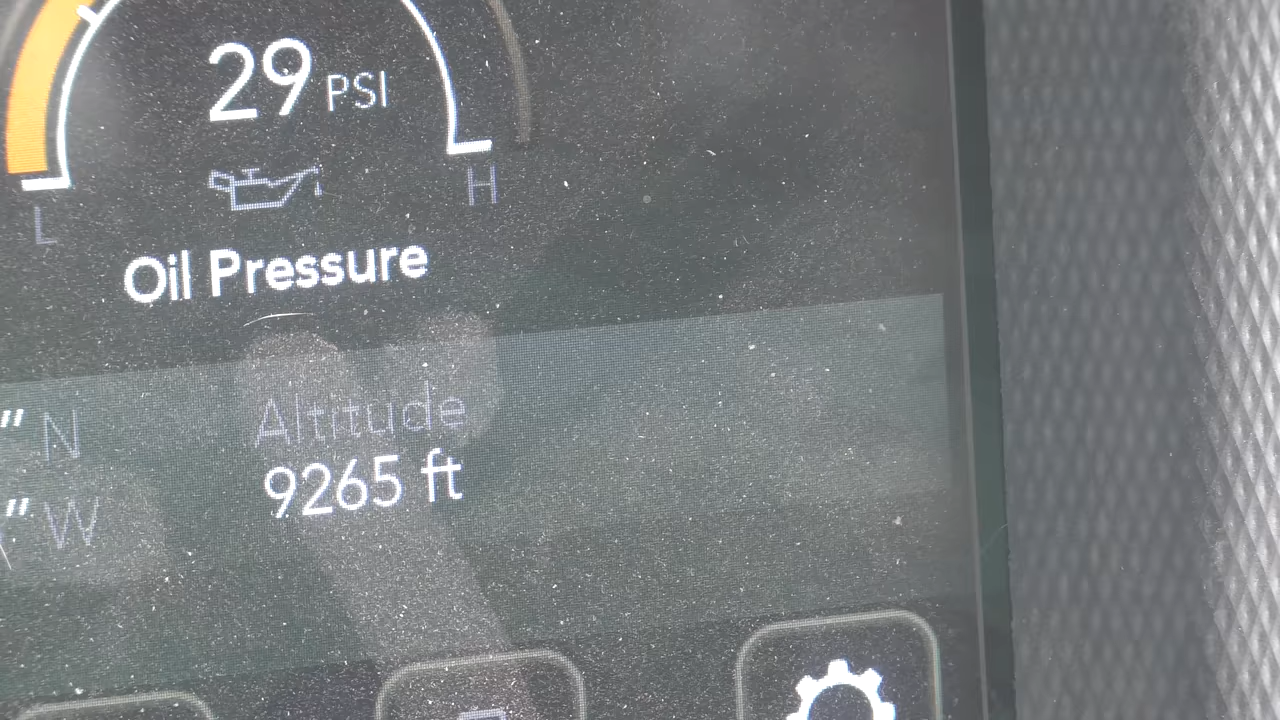 29 PSI
L H
Oil Pressure
" N
" W
Altitude
9265 ft